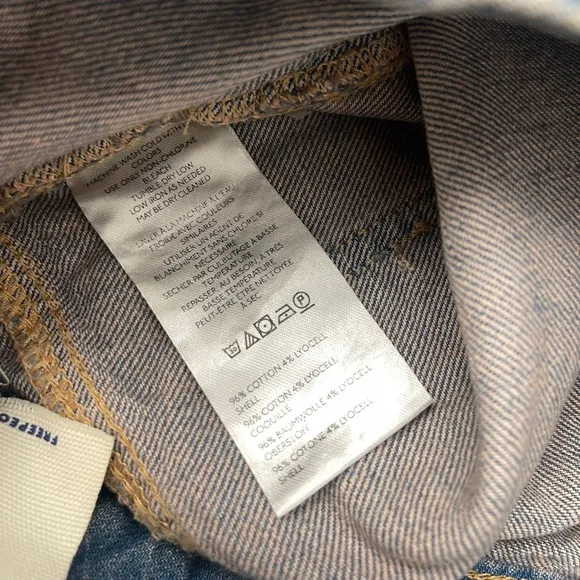 MACHINE WASH COLD WITH
COLORS
USE ONLY NON-CHLORINE
BLEACH
TUMBLE DRY LOW
LOW IRON AS NEEDED
MAY BE DRY CLEANED
LAVER À LA MACHINE À L'EAU
FROIDE AVEC COULEURS
SIMILAIRES
UTILISER UN AGENT DE
BLANCHIMENT SANS CHLORE SI
NÉCESSAIRE
SÉCHER PAR CULBUTAGE À BASSE
TEMPÉRATURE
REPASSER AU BESOIN À TRÈS
BASSE TEMPÉRATURE
PEUT-ÊTRE ÊTRE NETTOYÉE
À SEC
30 P
96% COTTON 4% LYOCELL
SHELL
96% COTON 4% LYOCELL
COQUILLE
96% BAUMWOLLE 4% LYOCELL
OBERSTOFF
96% COTONE 4% LYOCELL
SHELL
FREEPEO